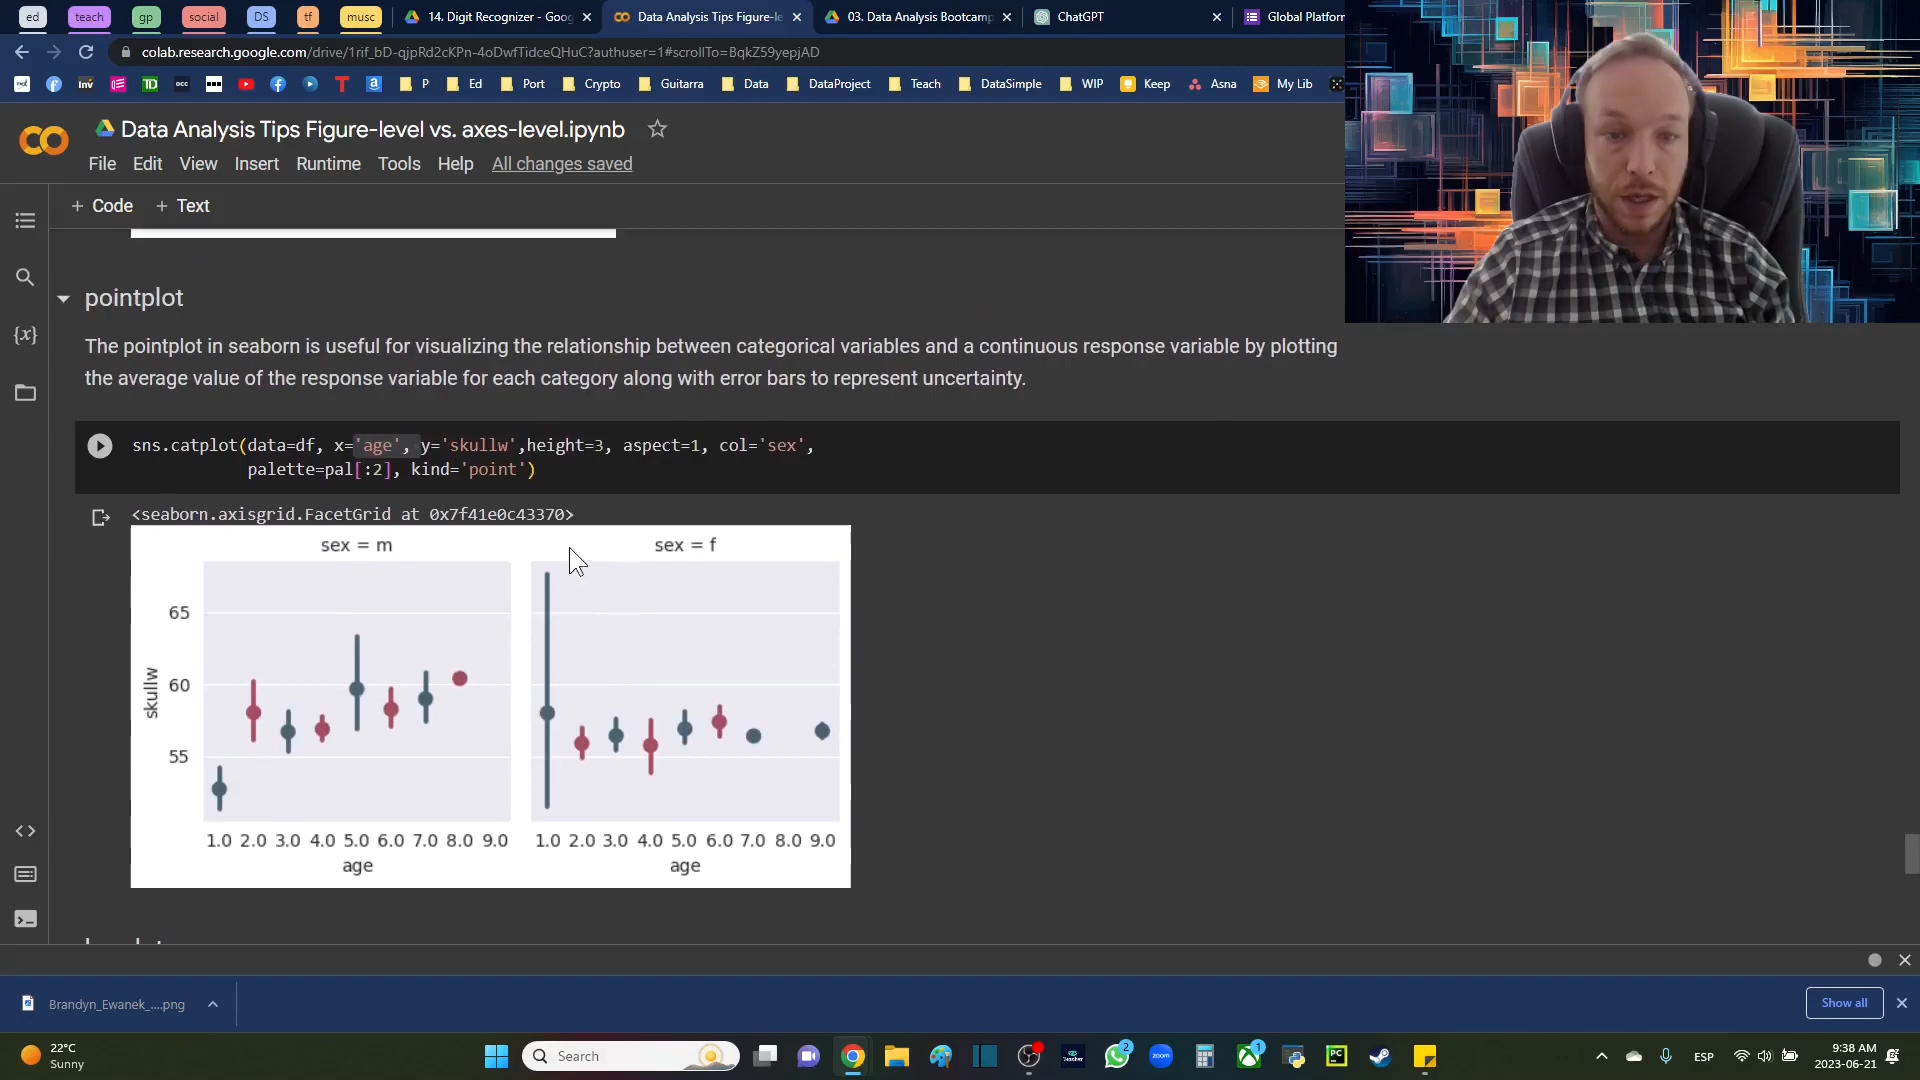 ed teach gp social DS tf musc 14. Digit Recognizer - Goog Data Analysis Tips Figure-le 03. Data Analysis Bootcamp ChatGPT Global Platform
colab.research.google.com/drive/1rif_bD-qjpRd2cKPn-4oDwfTidceQHuC?authuser=1#scrollTo=BqkZ59yepjAD
inv TD occ P Ed Port Crypto Guitarra Data DataProject Teach DataSimple WIP Keep Asna My Lib
Data Analysis Tips Figure-level vs. axes-level.ipynb
File Edit View Insert Runtime Tools Help All changes saved
+ Code + Text
pointplot
The pointplot in seaborn is useful for visualizing the relationship between categorical variables and a continuous response variable by plotting
the average value of the response variable for each category along with error bars to represent uncertainty.
sns.catplot(data=df, x='age', y='skullw',height=3, aspect=1, col='sex',
palette=pal[:2], kind='point')
<seaborn.axisgrid.FacetGrid at 0x7f41e0c43370>
sex = m sex = f
65
60
55
skullw
1.0 2.0 3.0 4.0 5.0 6.0 7.0 8.0 9.0 1.0 2.0 3.0 4.0 5.0 6.0 7.0 8.0 9.0
age age
Brandyn_Ewanek_....png Show all
22°C
Sunny
Search
2
zoom
1
PC
ESP
9:38 AM
2023-06-21